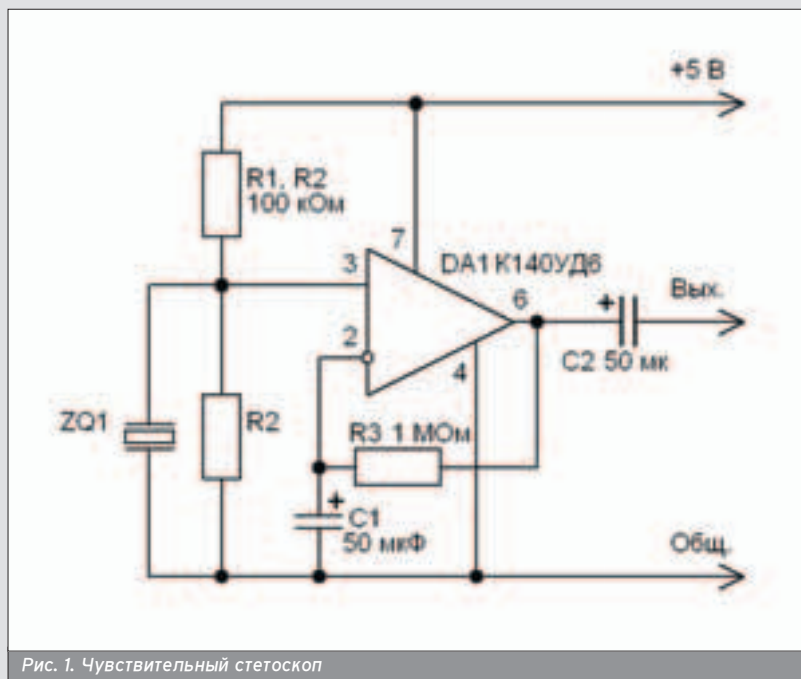 +5 В
R1, R2
100 кОм
7
3
DA1 К140УД6
6
Вых.
2
4
C2 50 мк
ZQ1
R2
R3 1 МОм
+
+
C1
50 мкФ
Общ.
Рис. 1. Чувствительный стетоскоп